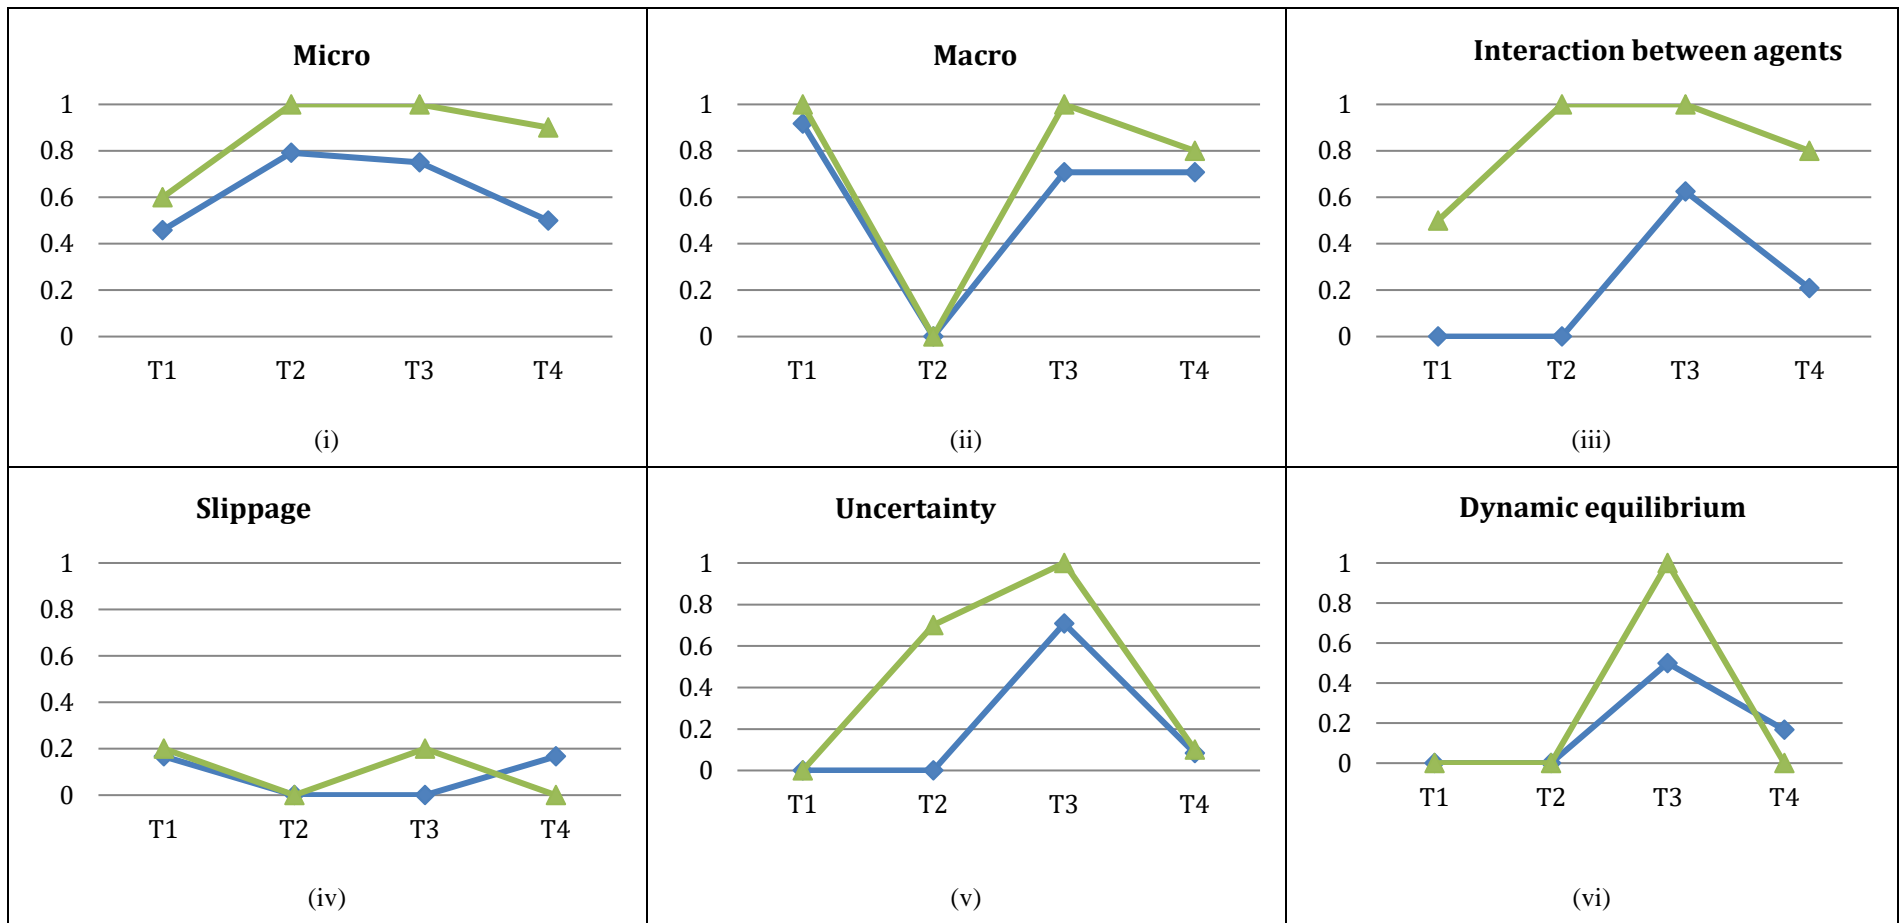 Micro
1
0.8
0.6
0.4
0.2
0
T1 T2 T3 T4
(i)
Macro
1
0.8
0.6
0.4
0.2
0
T1 T2 T3 T4
(ii)
Interaction between agents
1
0.8
0.6
0.4
0.2
0
T1 T2 T3 T4
(iii)
Slippage
1
0.8
0.6
0.4
0.2
0
T1 T2 T3 T4
(iv)
Uncertainty
1
0.8
0.6
0.4
0.2
0
T1 T2 T3 T4
(v)
Dynamic equilibrium
1
0.8
0.6
0.4
0.2
0
T1 T2 T3 T4
(vi)